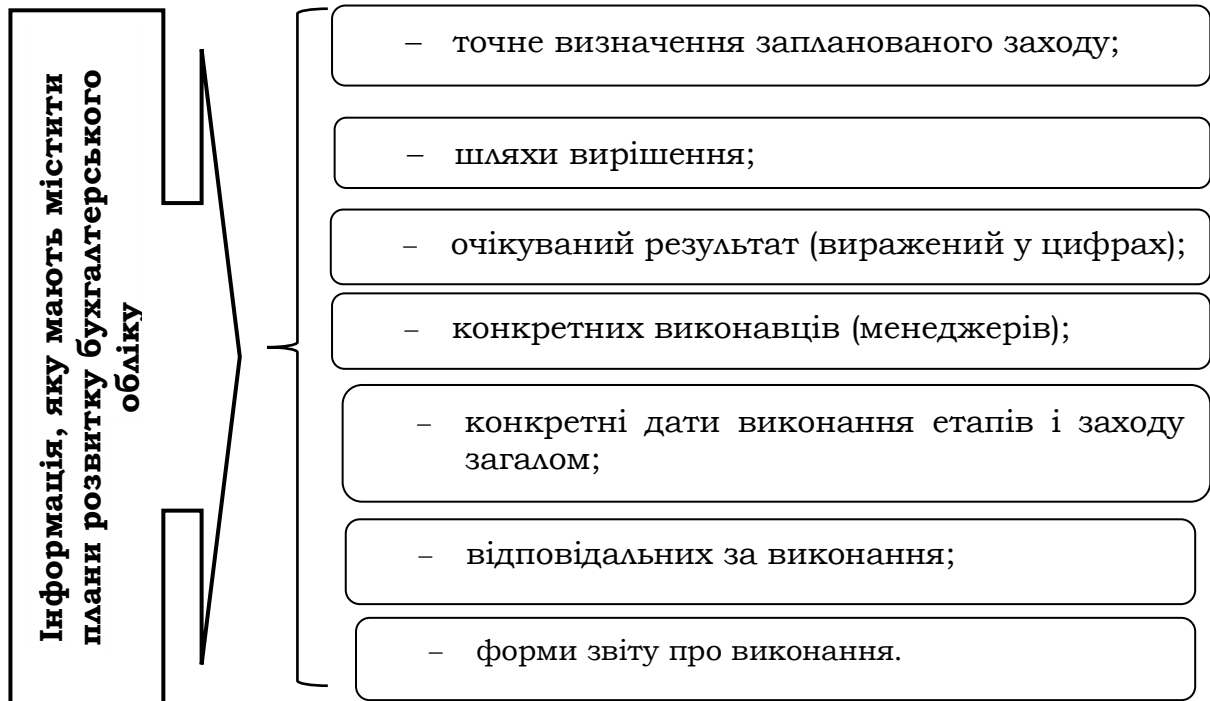 Інформація, яку мають містити
плани розвитку бухгалтерського
обліку
– точне визначення запланованого заходу;
– шляхи вирішення;
– очікуваний результат (виражений у цифрах);
– конкретних виконавців (менеджерів);
– конкретні дати виконання етапів і заходу
загалом;
– відповідальних за виконання;
– форми звіту про виконання.